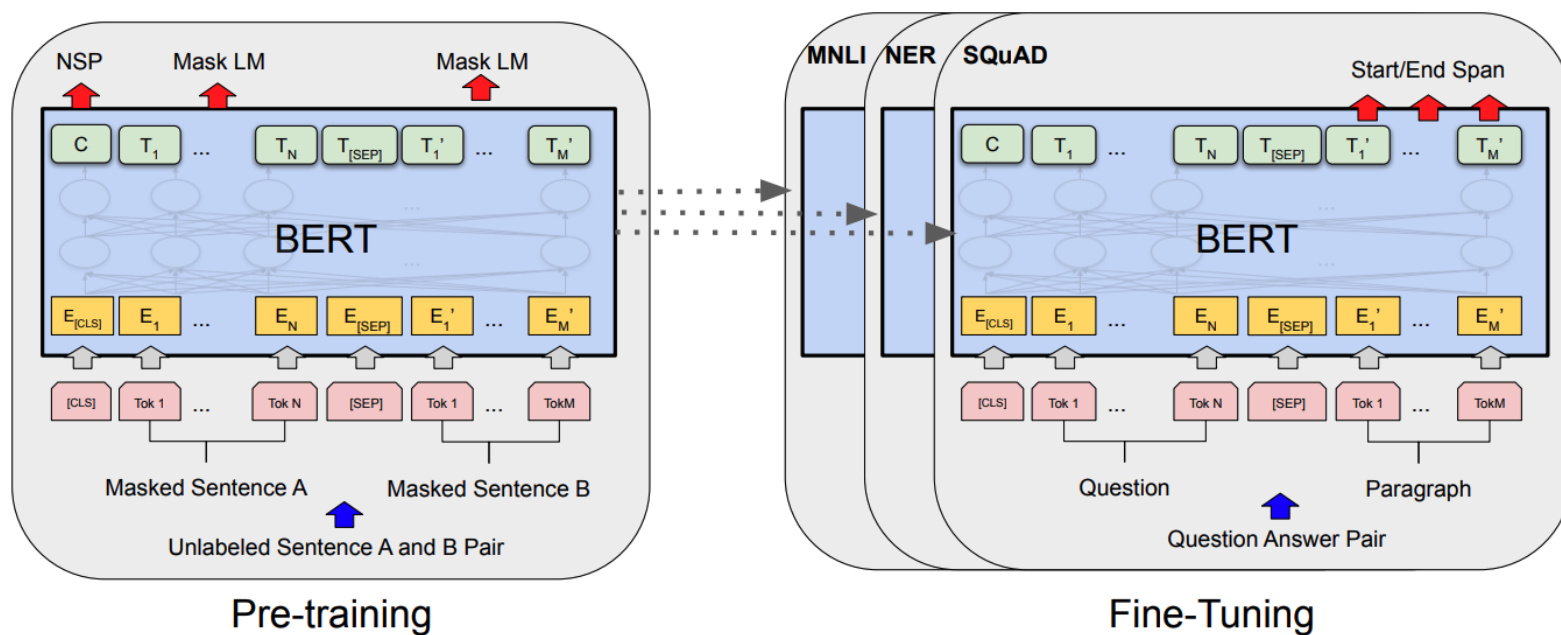 NSP Mask LM Mask LM
C T1 ... TN T[SEP] T1’ ... TM’
...
BERT
...
E[CLS] E1 ... EN E[SEP] E1’ ... EM’
[CLS] Tok 1 ... Tok N [SEP] Tok 1 ... TokM
Masked Sentence A Masked Sentence B
Unlabeled Sentence A and B Pair
Pre-training
MNLI NER SQuAD
Start/End Span
C T1 ... TN T[SEP] T1’ ... TM’
...
BERT
...
E[CLS] E1 ... EN E[SEP] E1’ ... EM’
[CLS] Tok 1 ... Tok N [SEP] Tok 1 ... TokM
Question Paragraph
Question Answer Pair
Fine-Tuning